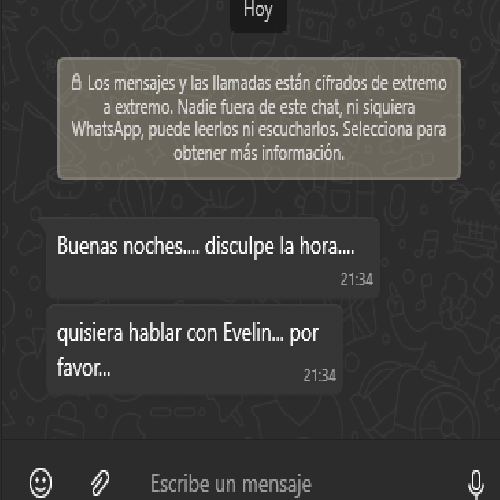 Hoy
Los mensajes y las llamadas están cifrados de extremo
a extremo. Nadie fuera de este chat, ni siquiera
WhatsApp, puede leerlos ni escucharlos. Selecciona para
obtener más información.
Buenas noches.... disculpe la hora....
21:34
quisiera hablar con Evelin... por
favor...
21:34
Escribe un mensaje